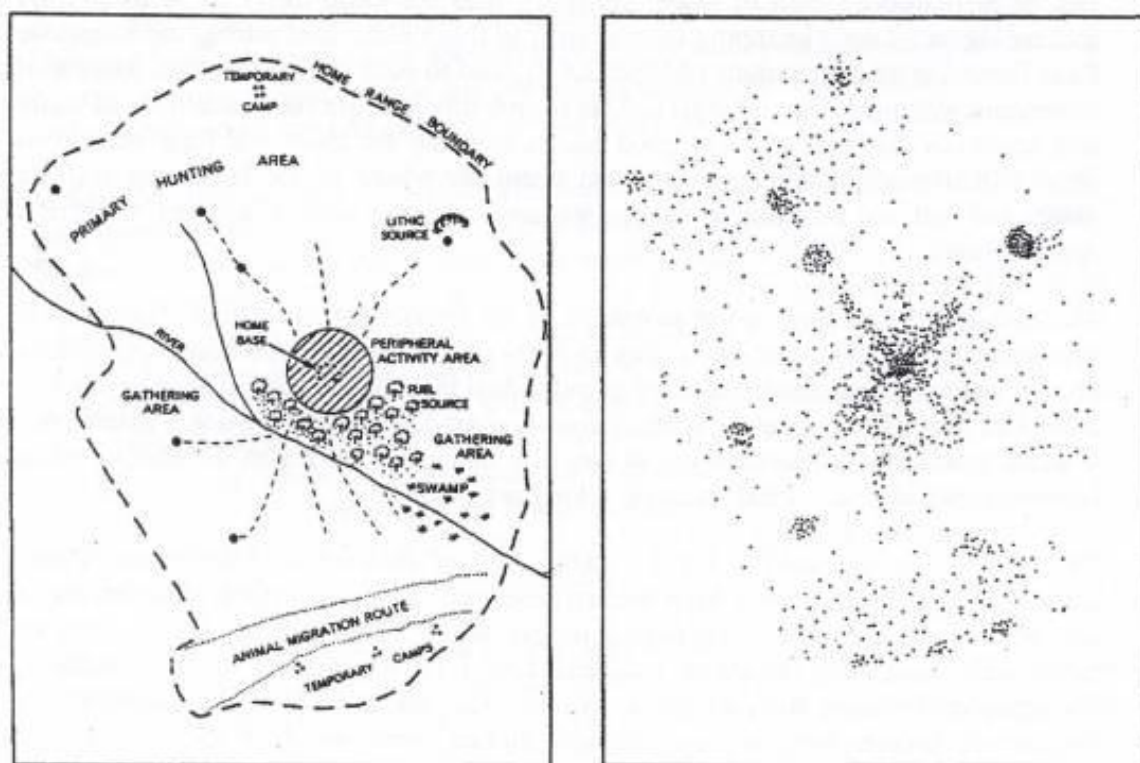 HOME
RANGE
BOUNDARY
TEMPORARY
CAMP
AREA
HUNTING
PRIMARY
LITHIC
SOURCE
HOME
BASE
PERIPHERAL
ACTIVITY AREA
RIVER
FUEL
SOURCE
GATHERING
AREA
GATHERING
AREA
SWAMP
ANIMAL MIGRATION ROUTE
TEMPORARY CAMPS